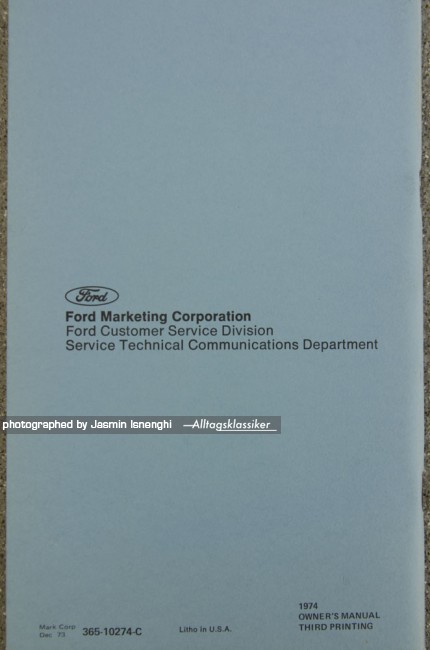 Ford
Ford Marketing Corporation
Ford Customer Service Division
Service Technical Communications Department
photographed by Jasmin Isnenghi —Alltagsklassiker
Mark Corp
Dec 73
365-10274-C
Litho In U.S.A.
1974
OWNER'S MANUAL
THIRD PRINTING